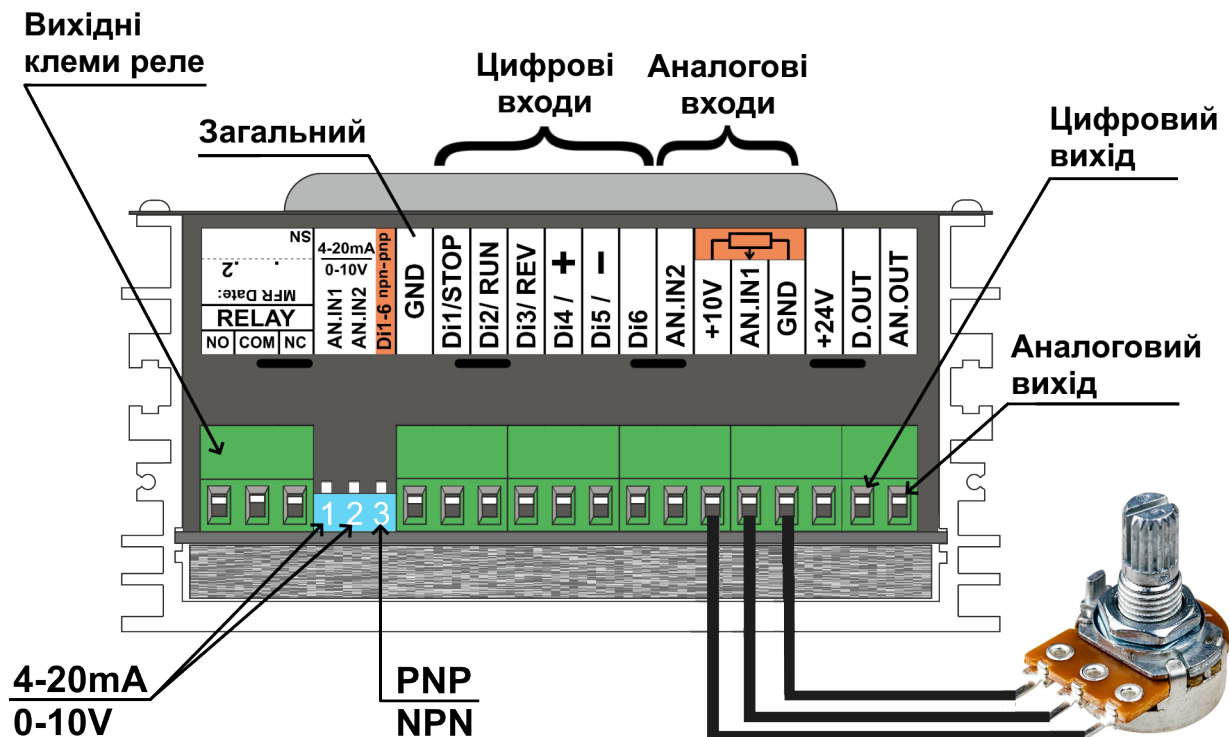 Вихідні
клеми реле
Загальний
Цифрові
входи
Аналогові
входи
Цифровий
вихід
Аналоговий
вихід
SN
.2 .
MFR Date:
RELAY
NO COM NC
4-20mA
0-10V
AN.IN1
AN.IN2
Di1-6 npn-pnp
GND
Di1/STOP
Di2/ RUN
Di3/ REV
Di4 / +
Di5 / −
Di6
AN.IN2
+10V
AN.IN1
GND
+24V
D.OUT
AN.OUT
1 2 3
4-20mA
0-10V
PNP
NPN